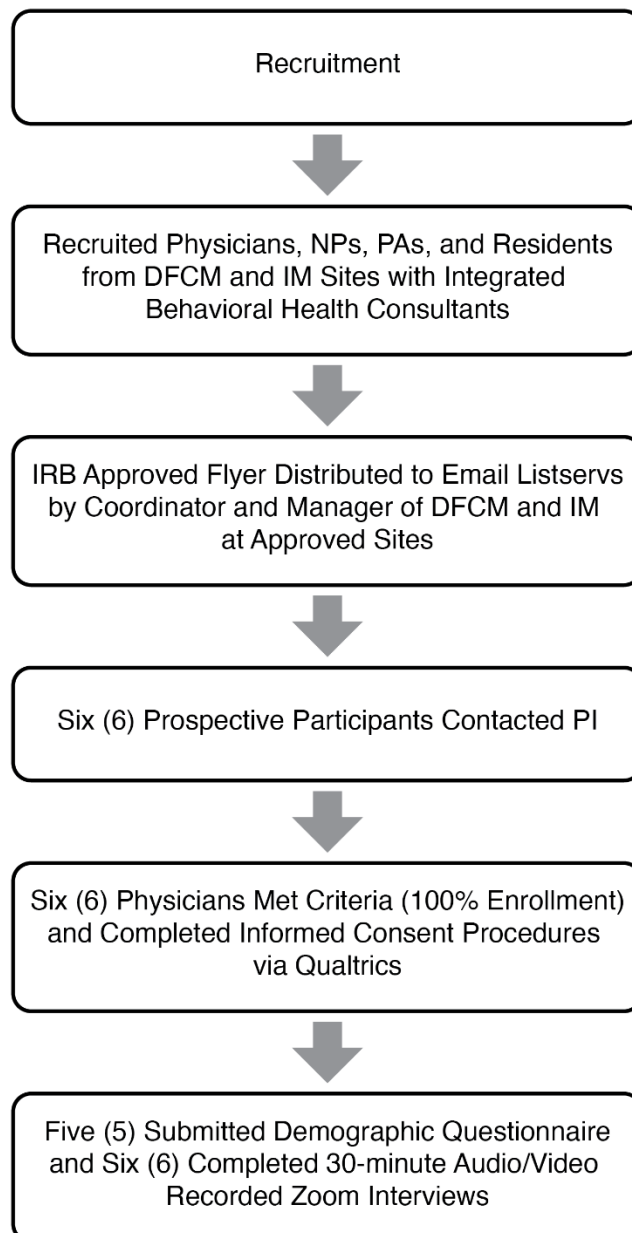 Recruitment
Recruited Physicians, NPs, PAs, and Residents
from DFCM and IM Sites with Integrated
Behavioral Health Consultants
IRB Approved Flyer Distributed to Email Listservs
by Coordinator and Manager of DFCM and IM
at Approved Sites
Six (6) Prospective Participants Contacted PI
Six (6) Physicians Met Criteria (100% Enrollment)
and Completed Informed Consent Procedures
via Qualtrics
Five (5) Submitted Demographic Questionnaire
and Six (6) Completed 30-minute Audio/Video
Recorded Zoom Interviews